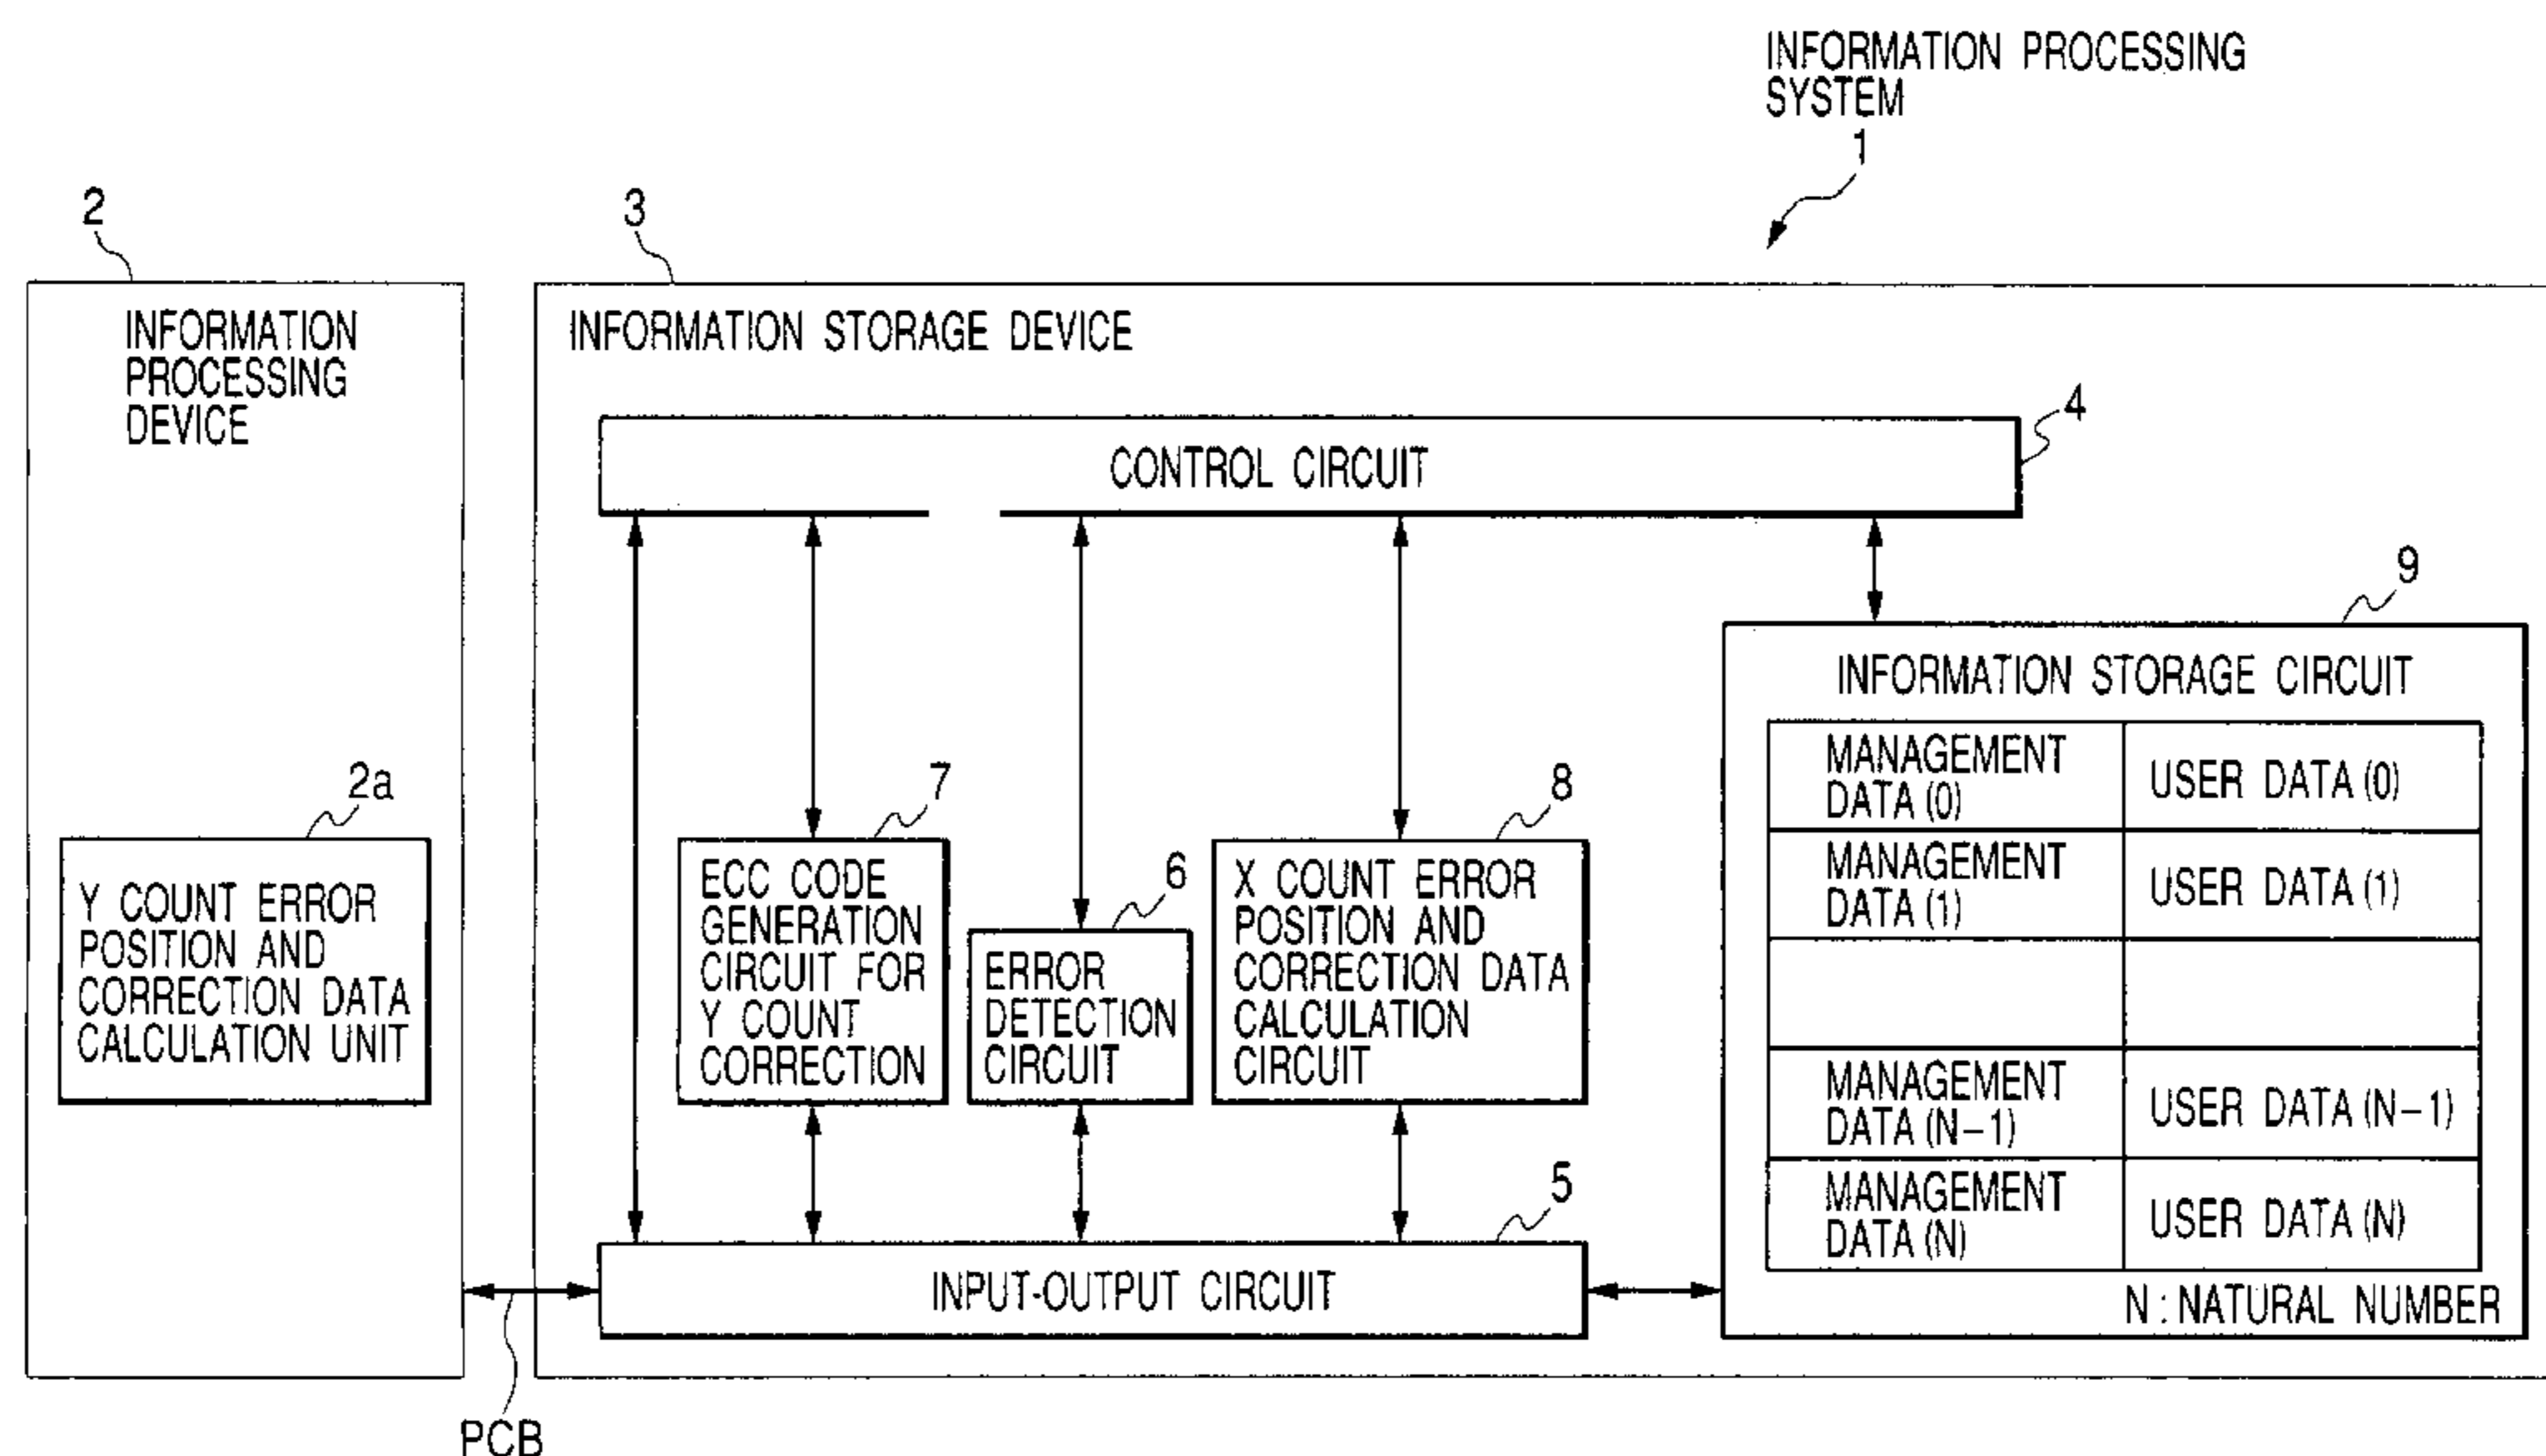 INFORMATION PROCESSING
SYSTEM
1
2
3
INFORMATION
PROCESSING
DEVICE
INFORMATION STORAGE DEVICE
4
CONTROL CIRCUIT
9
INFORMATION STORAGE CIRCUIT
MANAGEMENT
DATA(0)
USER DATA(0)
MANAGEMENT
DATA(1)
USER DATA(1)
MANAGEMENT
DATA(N-1)
USER DATA(N-1)
MANAGEMENT
DATA(N)
USER DATA(N)
N : NATURAL NUMBER
2a
Y COUNT ERROR
POSITION AND
CORRECTION DATA
CALCULATION UNIT
7
ECC CODE
GENERATION
CIRCUIT FOR
Y COUNT
CORRECTION
6
ERROR
DETECTION
CIRCUIT
8
X COUNT ERROR
POSITION AND
CORRECTION DATA
CALCULATION
CIRCUIT
5
INPUT-OUTPUT CIRCUIT
PCB